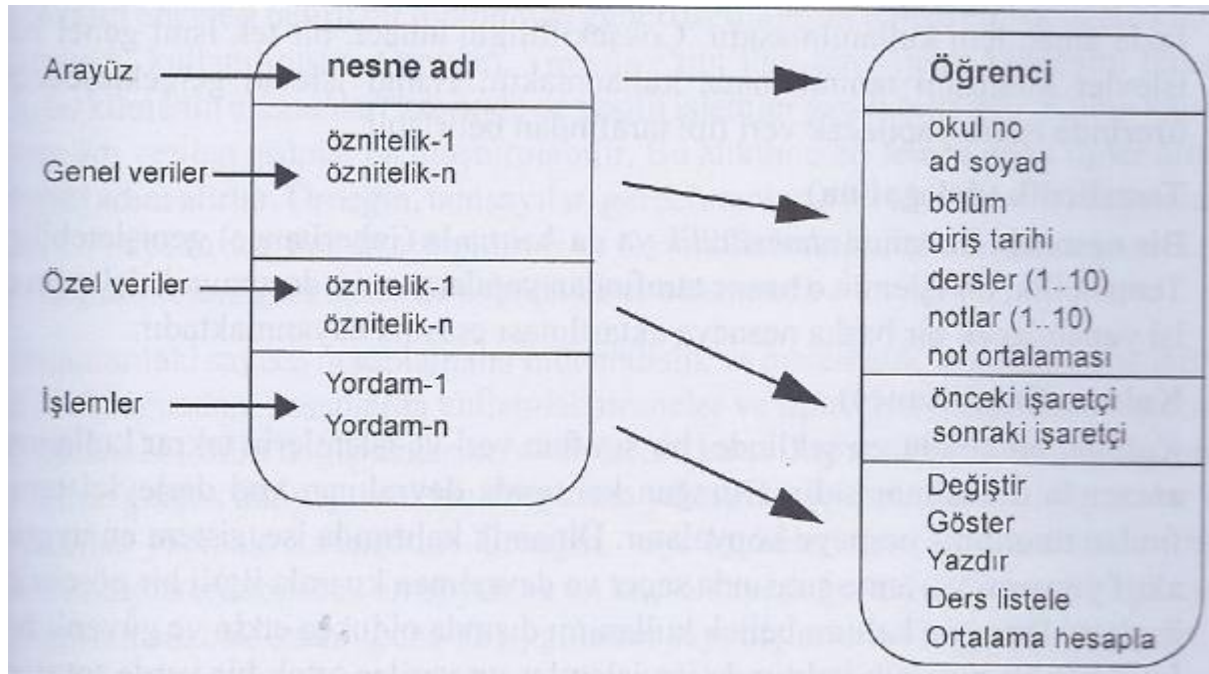 Arayüz
Genel veriler
Özel veriler
İşlemler
nesne adı
öznitelik-1
öznitelik-n
öznitelik-1
öznitelik-n
Yordam-1
Yordam-n
Öğrenci
okul no
ad soyad
bölüm
giriş tarihi
dersler (1..10)
notlar (1..10)
not ortalaması
önceki işaretçi
sonraki işaretçi
Değiştir
Göster
Yazdır
Ders listele
Ortalama hesapla